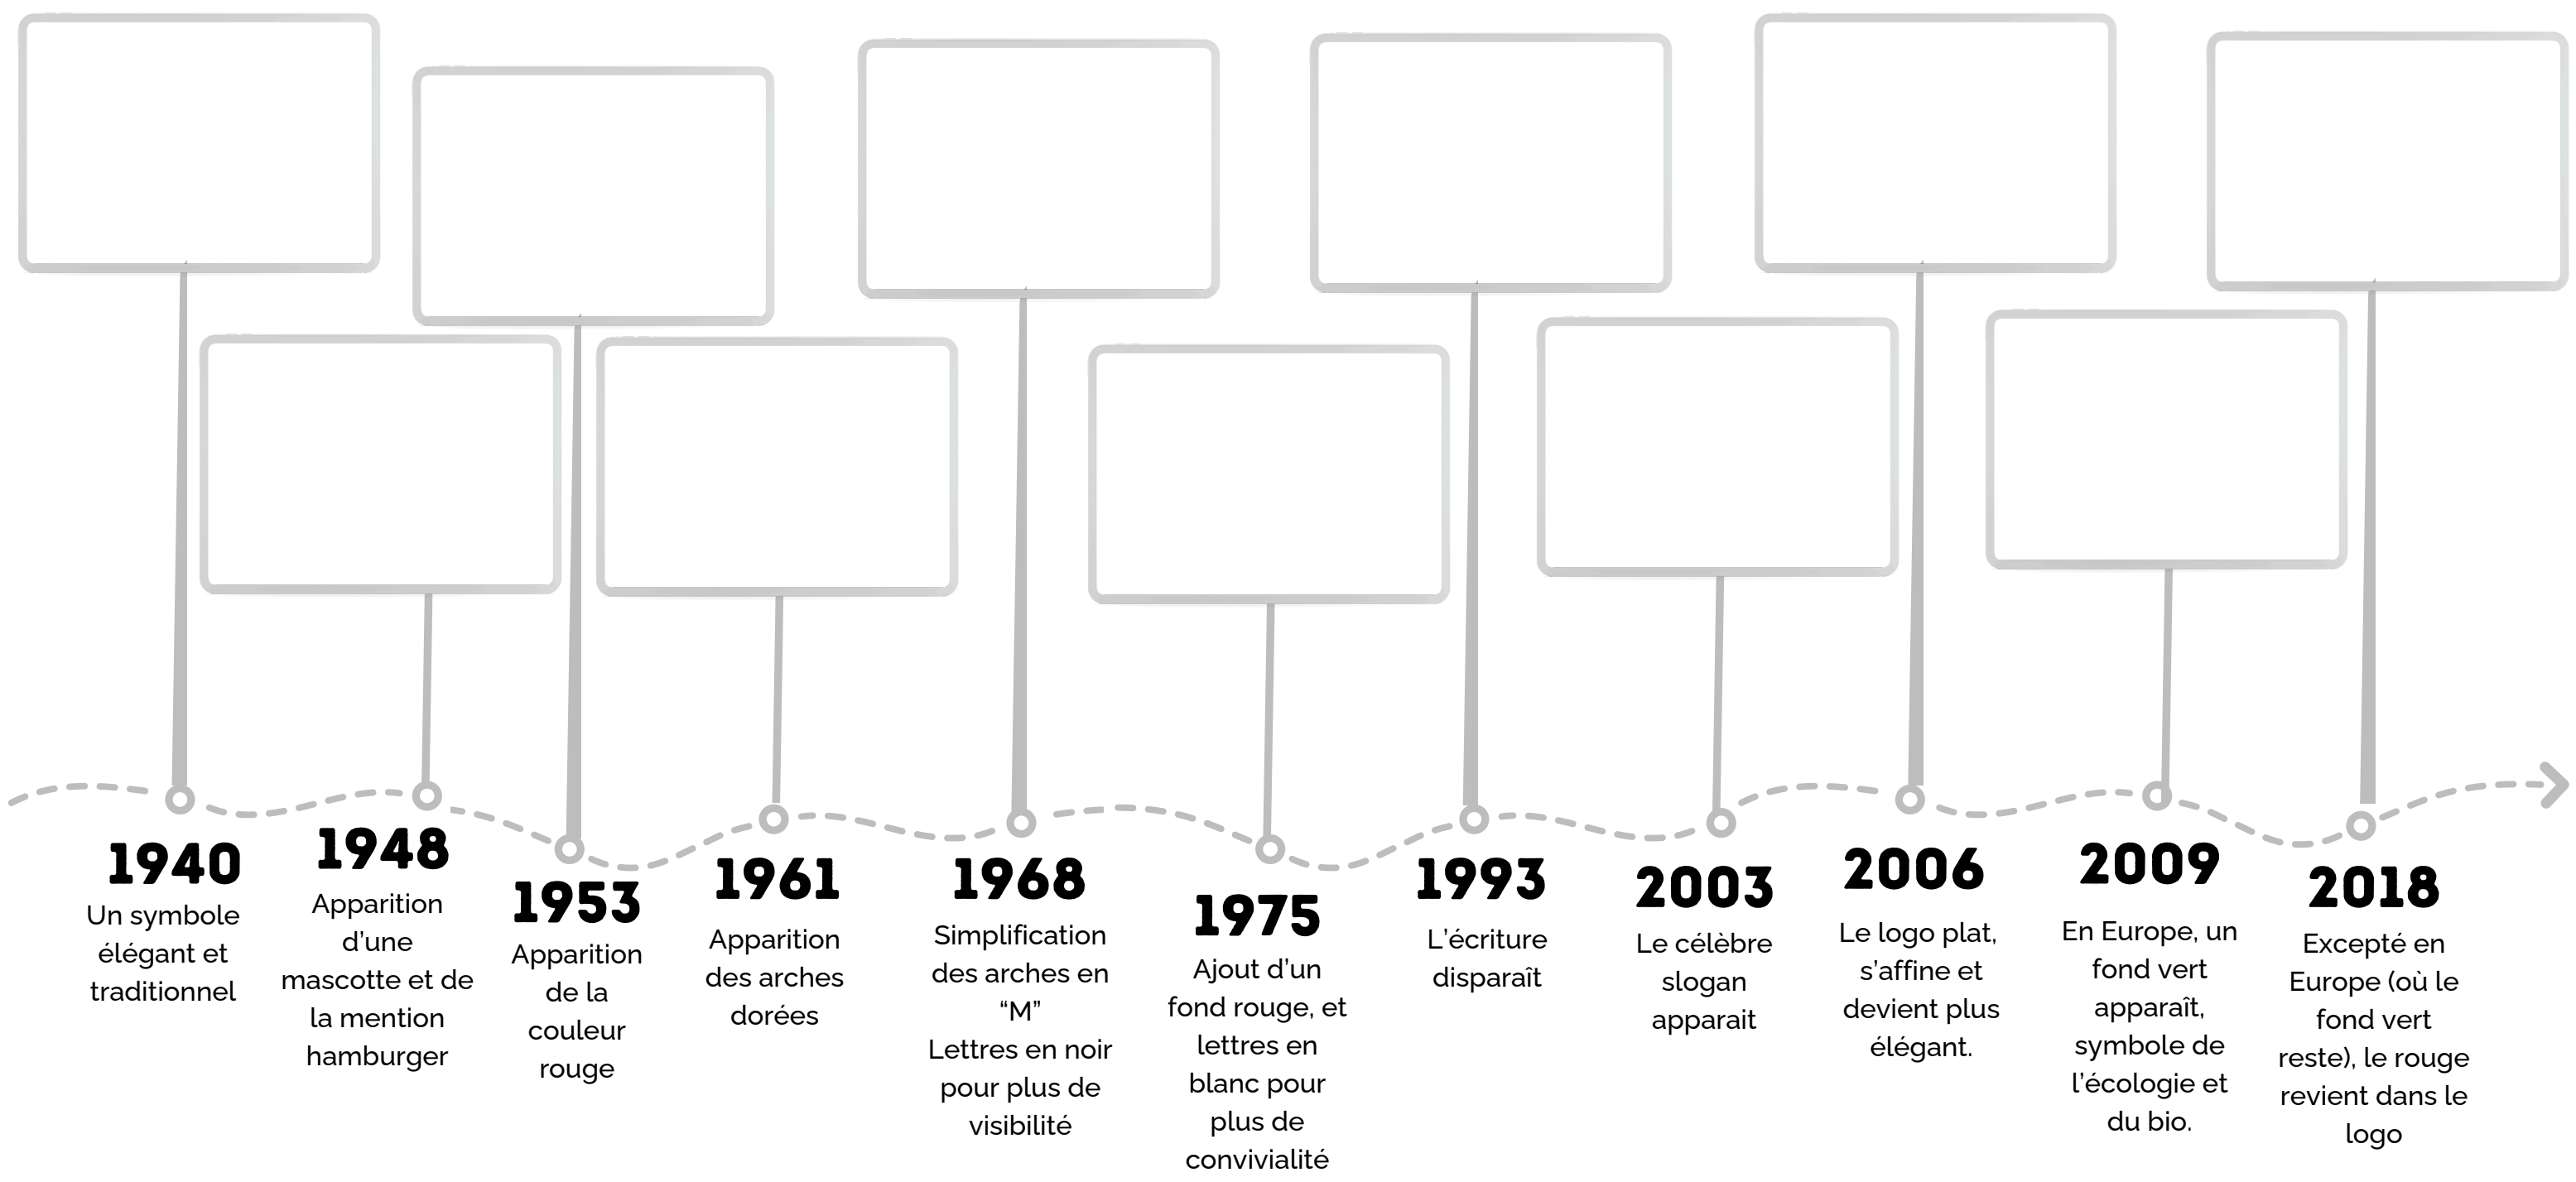 1940
Un symbole
élégant et
traditionnel
1948
Apparition
d’une
mascotte et de
la mention
hamburger
1953
Apparition
de la
couleur
rouge
1961
Apparition
des arches
dorées
1968
Simplification
des arches en
“M”
Lettres en noir
pour plus de
visibilité
1975
Ajout d’un
fond rouge, et
lettres en
blanc pour
plus de
convivialité
1993
L’écriture
disparaît
2003
Le célèbre
slogan
apparait
2006
Le logo plat,
s’affine et
devient plus
élégant.
2009
En Europe, un
fond vert
apparaît,
symbole de
l’écologie et
du bio.
2018
Excepté en
Europe (où le
fond vert
reste), le rouge
revient dans le
logo